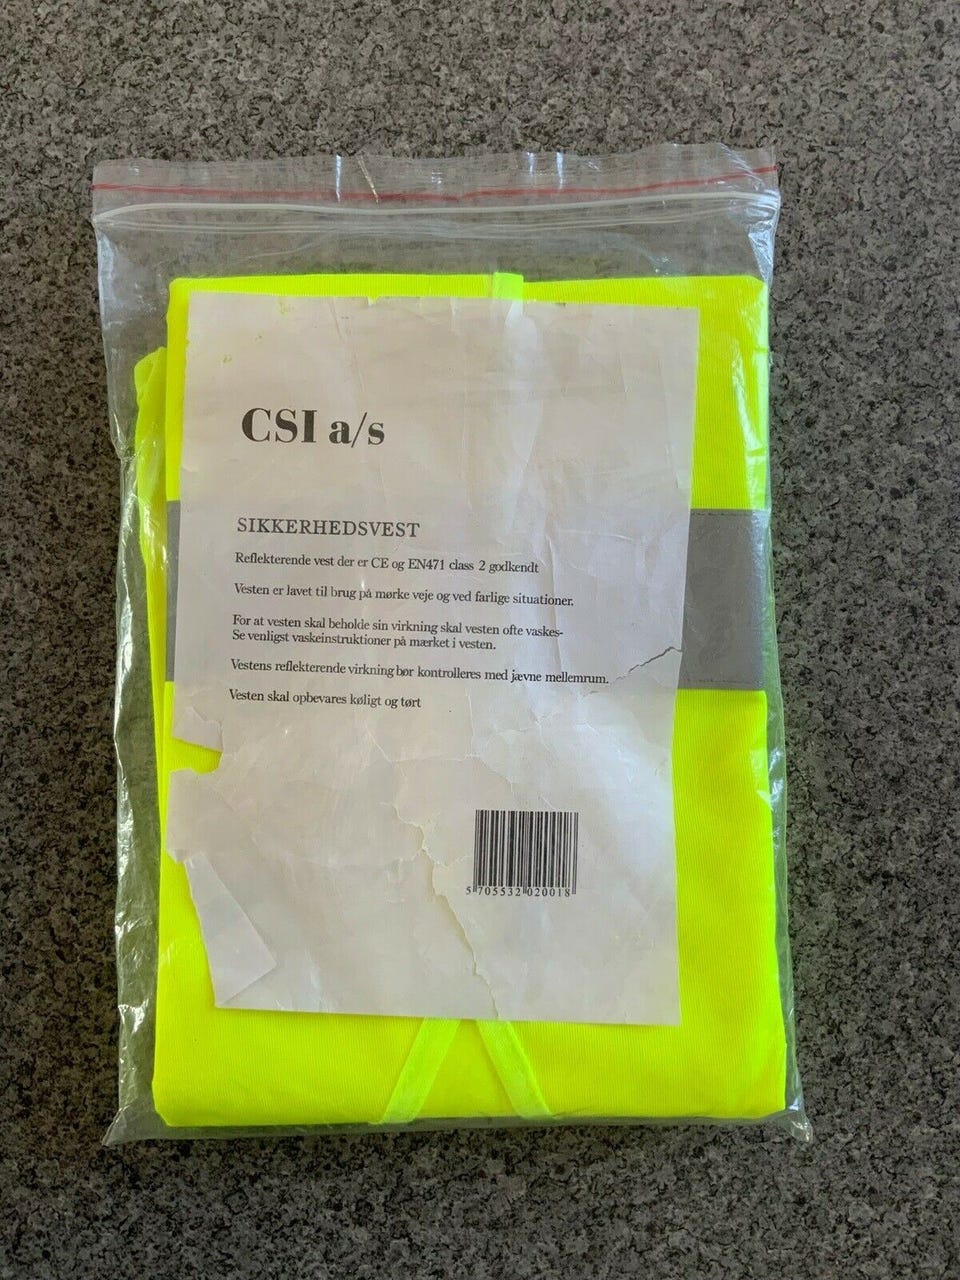 CSI a/s
SIKKERHEDSVEST
Reflekterende vest der er CE og EN471 class 2 godkendt
Vesten er lavet til brug på mørke veje og ved farlige situationer.
For at vesten skal beholde sin virkning skal vesten ofte vaskes-
Se venligst vaskeinstruktioner på mærket i vesten.
Vestens reflekterende virkning bør kontrolleres med jævne mellemrum.
Vesten skal opbevares køligt og tørt
5 705532 020018